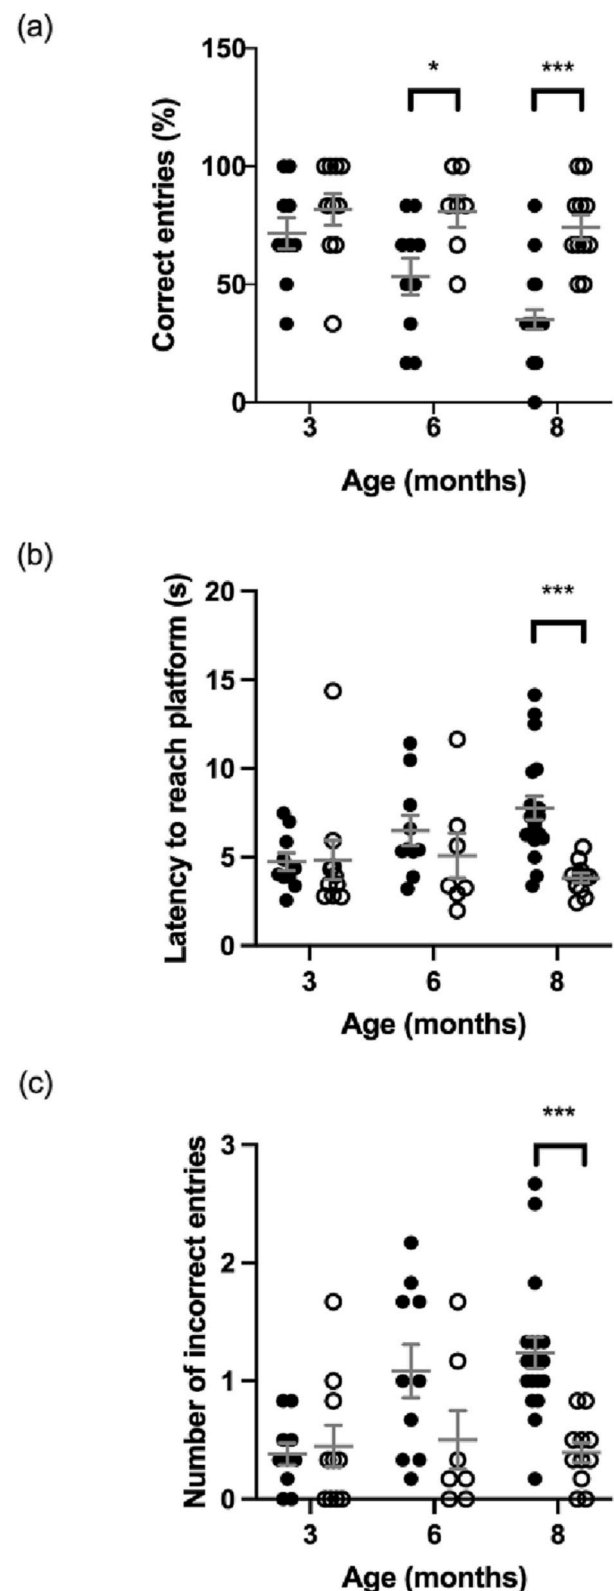 (a)
150
100
50
0
Correct entries (%)
*
***
3 6 8
Age (months)
(b)
20
15
10
5
0
Latency to reach platform (s)
***
3 6 8
Age (months)
(c)
3
2
1
0
Number of incorrect entries
***
3 6 8
Age (months)